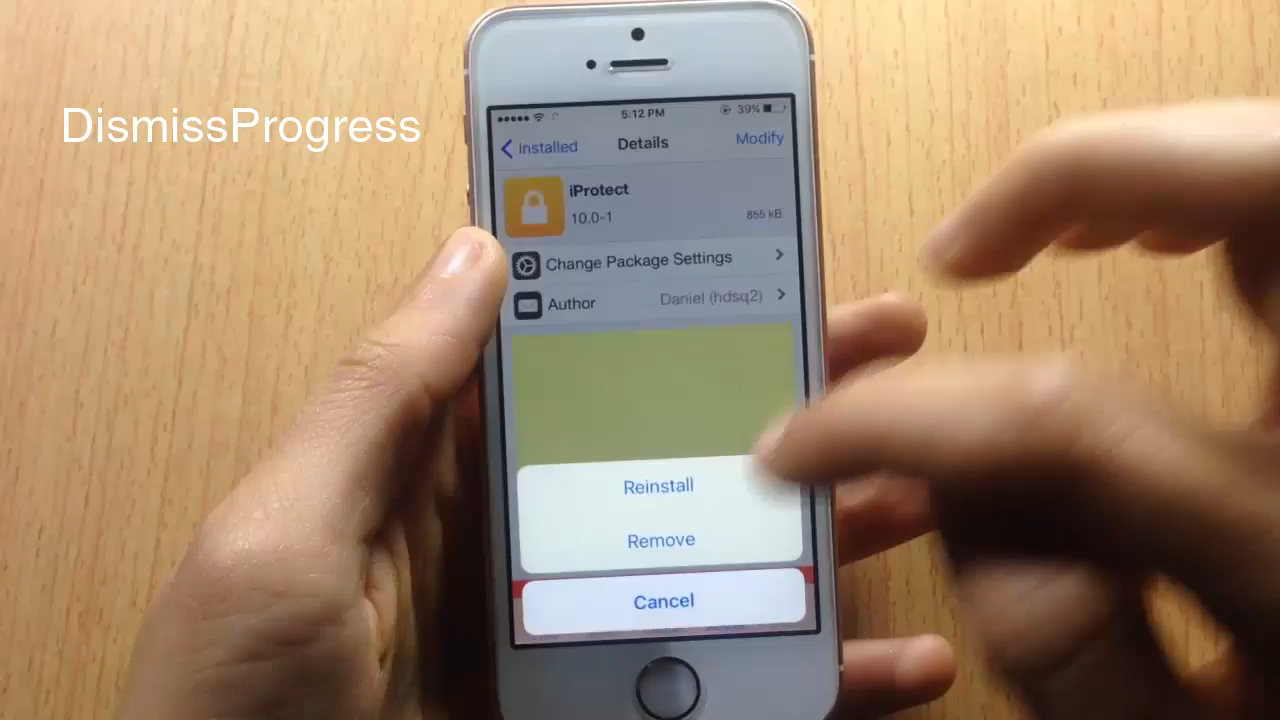 DismissProgress
5:12 PM
39%
Installed
Details
Modify
iProtect
10.0-1
855 kB
Change Package Settings
Author
Daniel (hdsq2)
Reinstall
Remove
Cancel